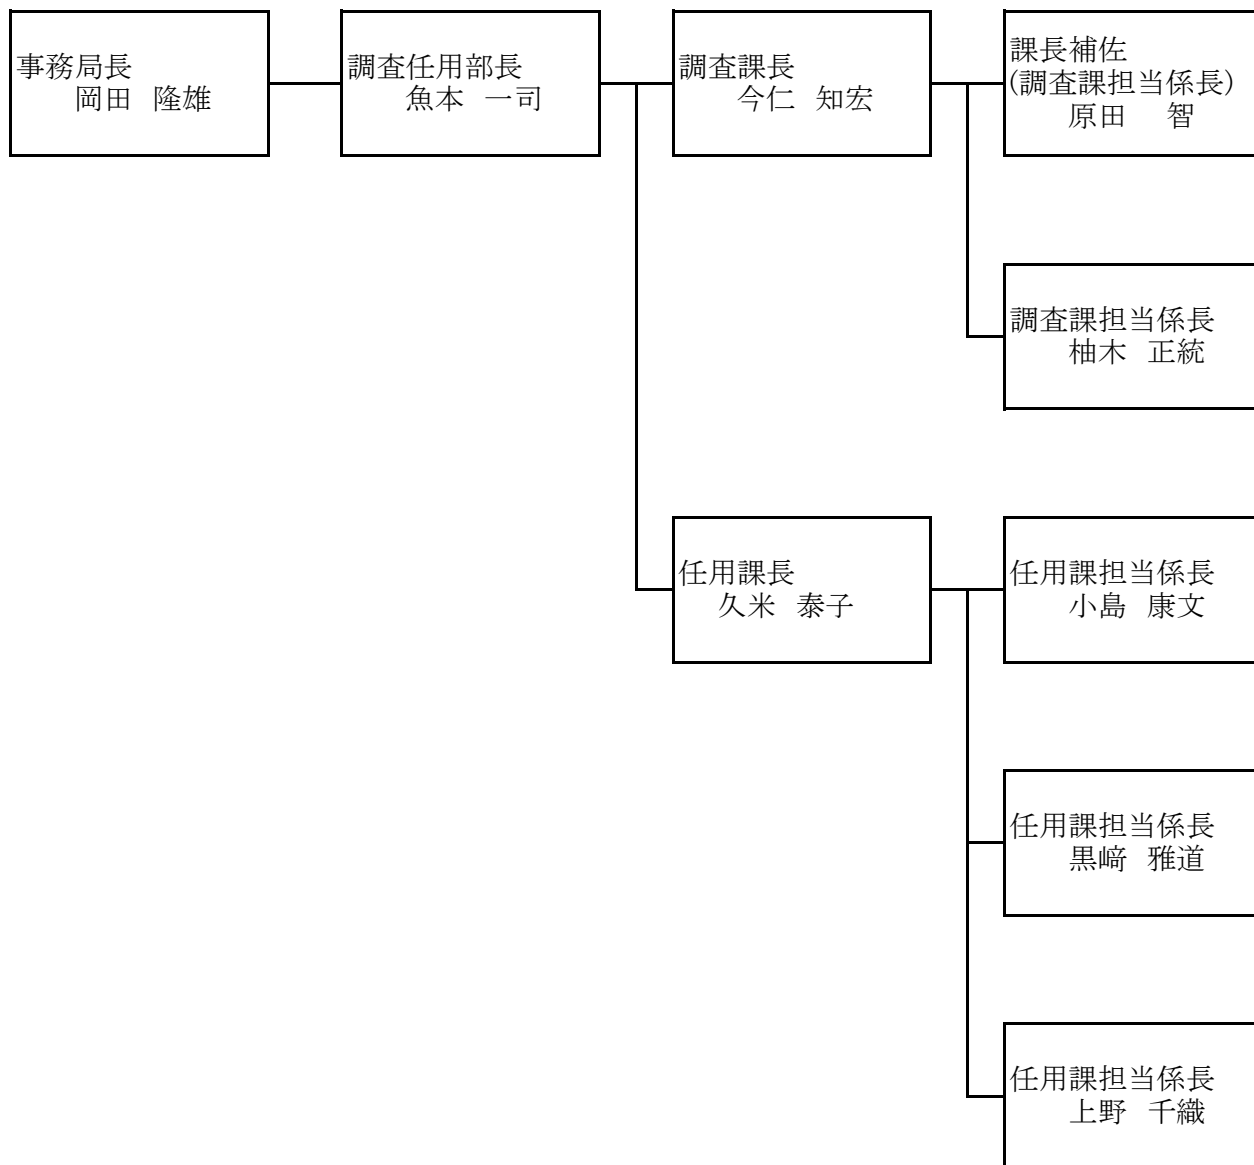 事務局長
岡田 隆雄
調査任用部長
魚本 一司
調査課長
今仁 知宏
課長補佐
(調査課担当係長)
原田 智
調査課担当係長
柚木 正統
任用課長
久米 泰子
任用課担当係長
小島 康文
任用課担当係長
黒﨑 雅道
任用課担当係長
上野 千織